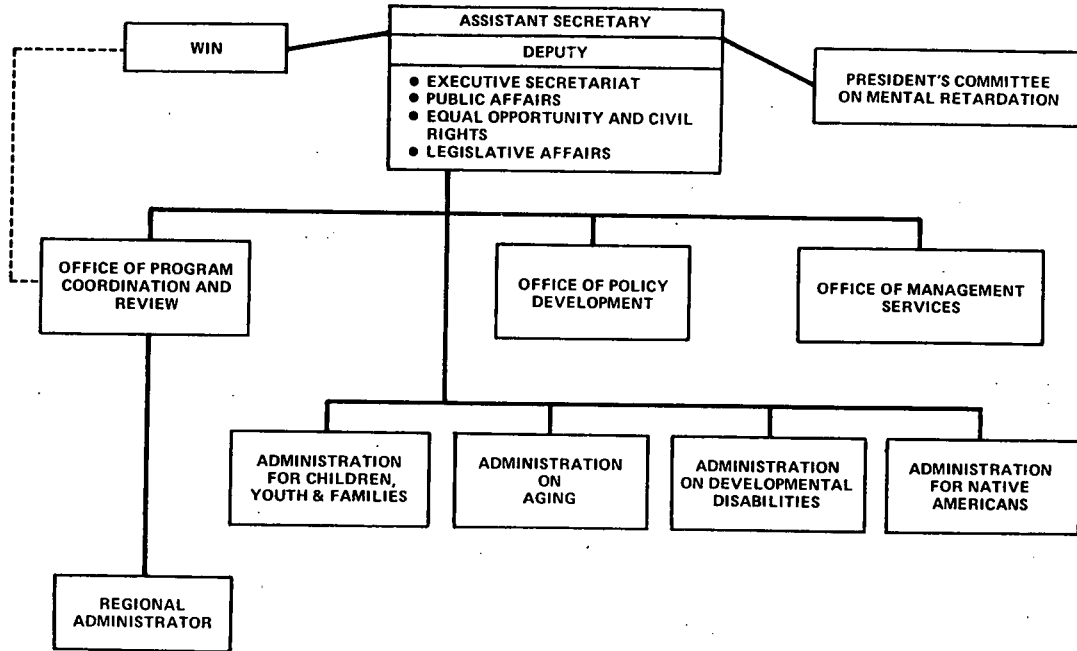 WIN
ASSISTANT SECRETARY
DEPUTY
● EXECUTIVE SECRETARIAT
● PUBLIC AFFAIRS
● EQUAL OPPORTUNITY AND CIVIL
RIGHTS
● LEGISLATIVE AFFAIRS
PRESIDENT'S COMMITTEE
ON MENTAL RETARDATION
OFFICE OF PROGRAM
COORDINATION AND
REVIEW
OFFICE OF POLICY
DEVELOPMENT
OFFICE OF MANAGEMENT
SERVICES
ADMINISTRATION
FOR CHILDREN,
YOUTH & FAMILIES
ADMINISTRATION
ON
AGING
ADMINISTRATION
ON DEVELOPMENTAL
DISABILITIES
ADMINISTRATION
FOR NATIVE
AMERICANS
REGIONAL
ADMINISTRATOR